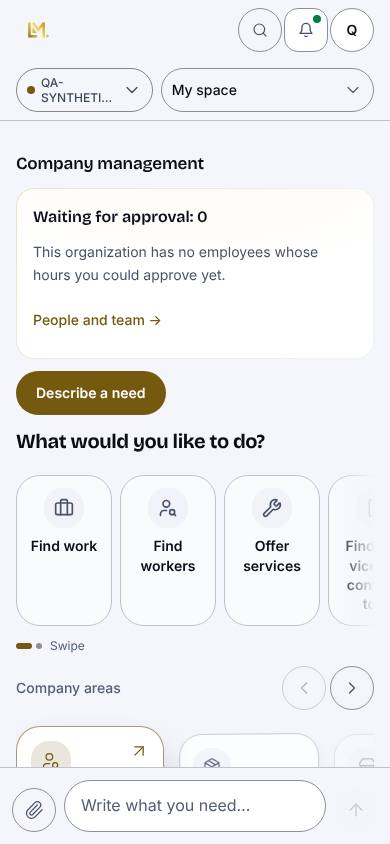 LM.
Q
QA-
SYNTHETI...
My space
Company management
Waiting for approval: 0
This organization has no employees whose
hours you could approve yet.
People and team →
Describe a need
What would you like to do?
Find work
Find
workers
Offer
services
Swipe
Company areas
Write what you need...